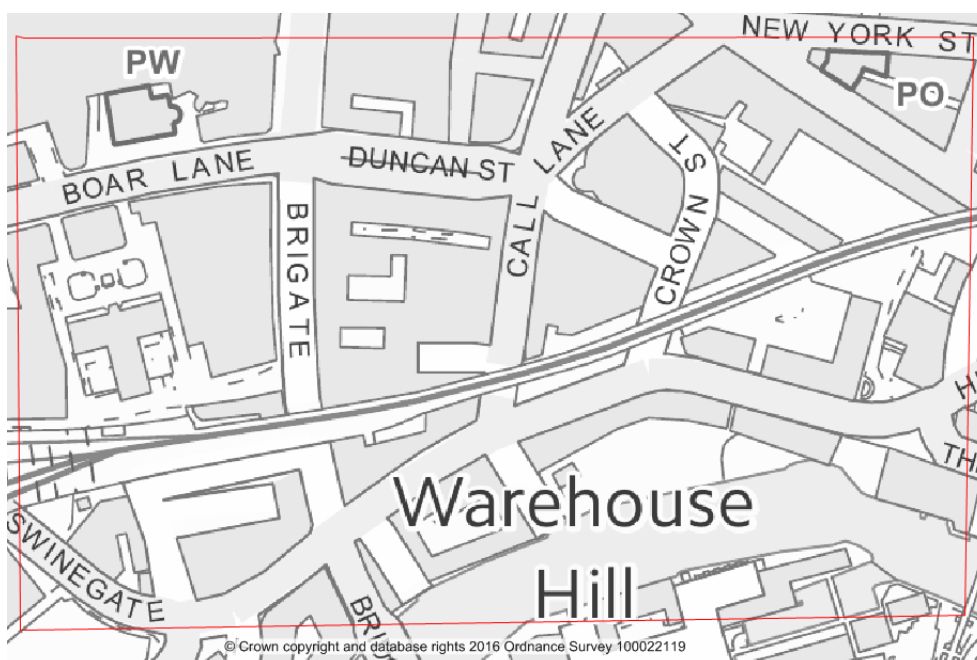 NEW YORK ST
PW
PO
BOAR LANE
DUNCAN ST
CALL LANE
CROWN ST
BRIGATE
Warehouse
Hill
SWINEGATE
© Crown copyright and database rights 2016 Ordnance Survey 100022119